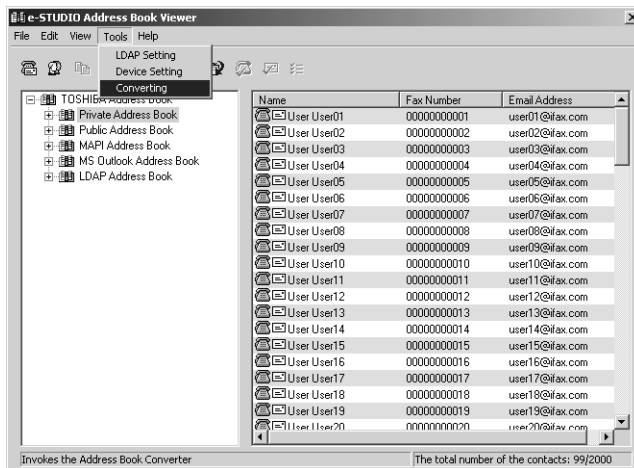 e-STUDIO Address Book Viewer
File Edit View Tools Help
LDAP Setting
Device Setting
Converting
TOSHIBA Address Book
Private Address Book
Public Address Book
MAPI Address Book
MS Outlook Address Book
LDAP Address Book
Name Fax Number Email Address
User User01 00000000001 user01@ifax.com
User User02 00000000002 user02@ifax.com
User User03 00000000003 user03@ifax.com
User User04 00000000004 user04@ifax.com
User User05 00000000005 user05@ifax.com
User User06 00000000006 user06@ifax.com
User User07 00000000007 user07@ifax.com
User User08 00000000008 user08@ifax.com
User User09 00000000009 user09@ifax.com
User User10 00000000010 user10@ifax.com
User User11 00000000011 user11@ifax.com
User User12 00000000012 user12@ifax.com
User User13 00000000013 user13@ifax.com
User User14 00000000014 user14@ifax.com
User User15 00000000015 user15@ifax.com
User User16 00000000016 user16@ifax.com
User User17 00000000017 user17@ifax.com
User User18 00000000018 user18@ifax.com
User User19 00000000019 user19@ifax.com
User User20 00000000020 user20@ifax.com
Invokes the Address Book Converter The total number of the contacts: 99/2000